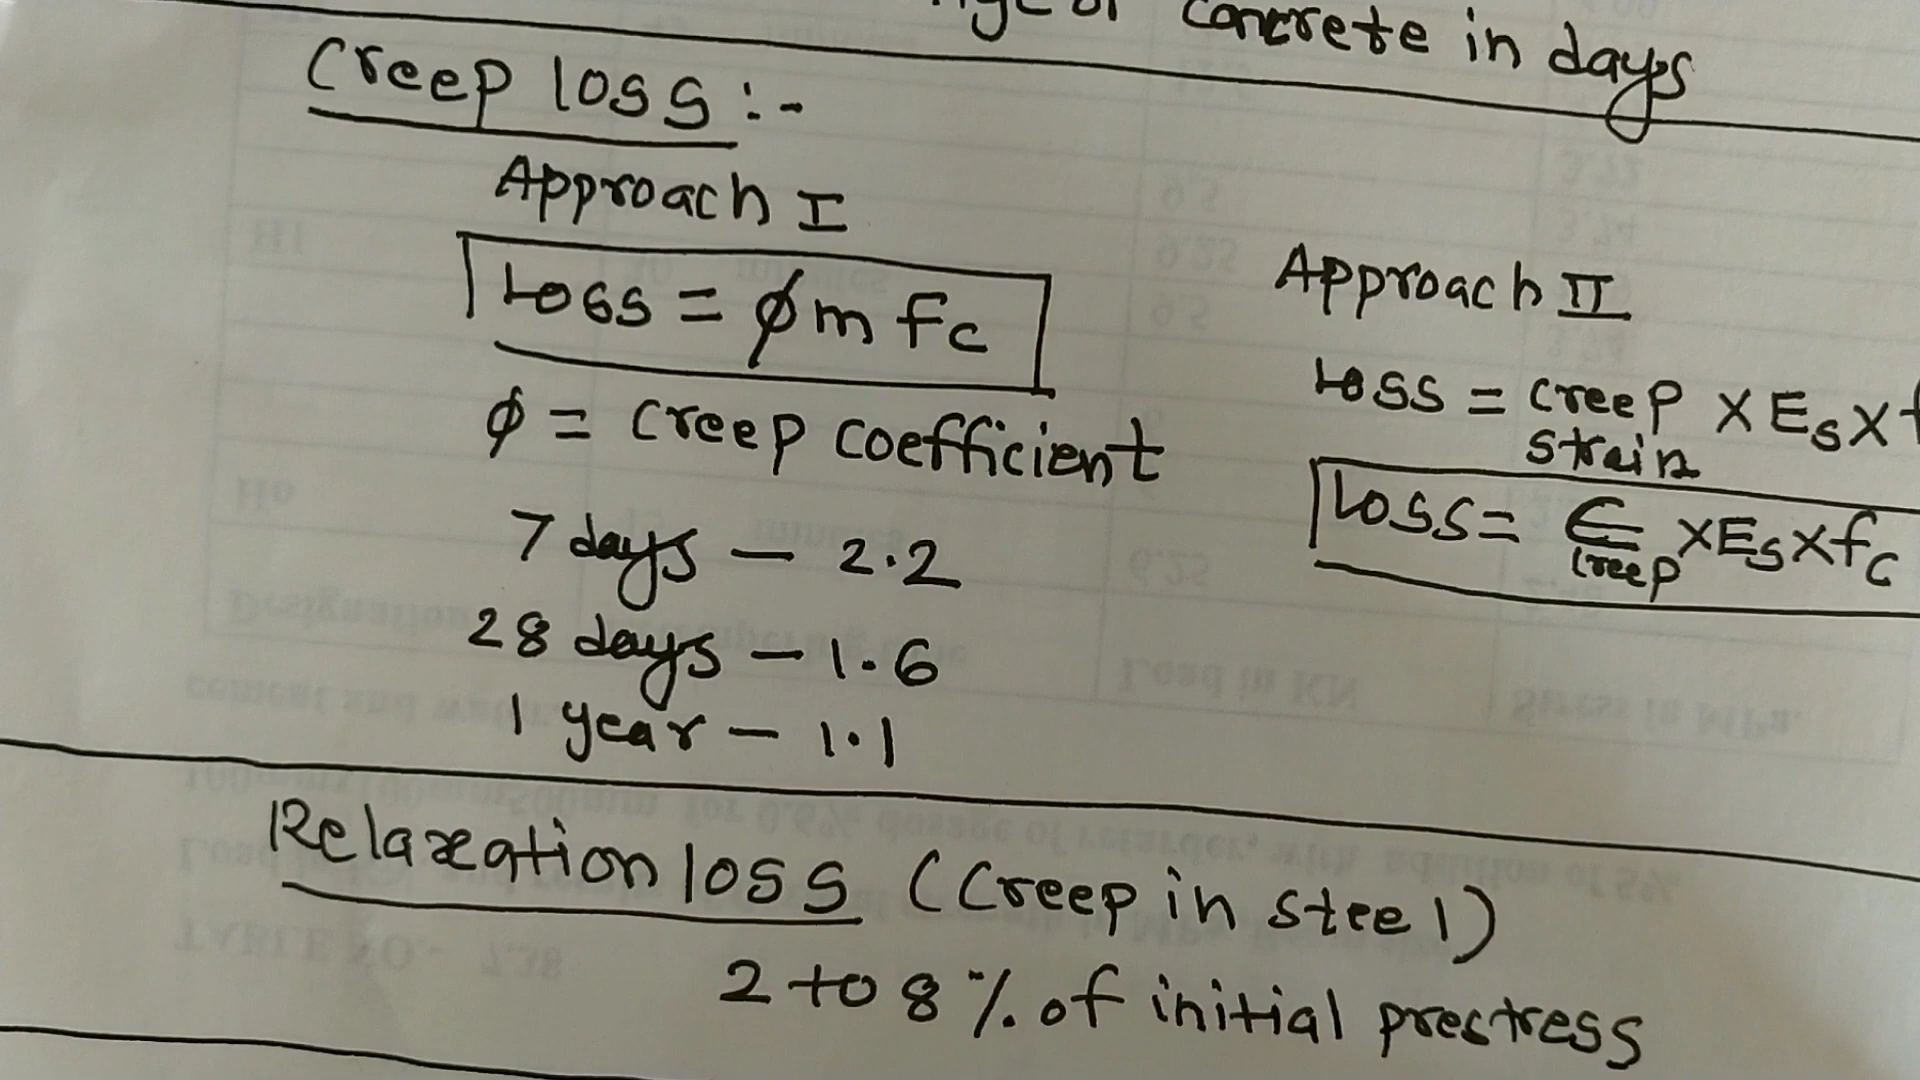 concrete in days
Creep loss :-
Approach I
Loss = ϕ m fc
ϕ = creep coefficient
7 days - 2.2
28 days - 1.6
1 year - 1.1
Approach II
Loss = creep strain X Es X f
Loss = ϵcreep X Es X fc
Relaxation loss (Creep in steel)
2 to 8 % of initial prestress